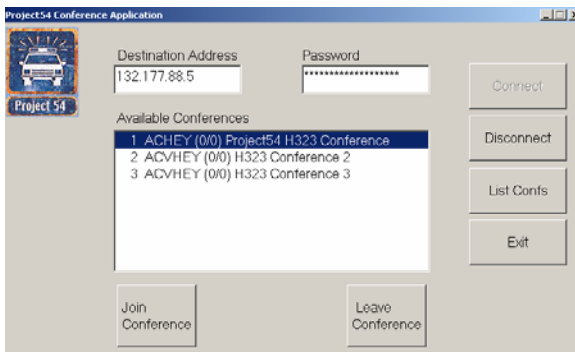 Project54 Conference Application
Project 54
Destination Address
Password
132.177.88.5
*******************
Connect
Available Conferences
1 ACHEY (0/0) Project54 H323 Conference
2 ACVHEY (0/0) H323 Conference 2
3 ACVHEY (0/0) H323 Conference 3
Disconnect
List Confs
Exit
Join
Conference
Leave
Conference